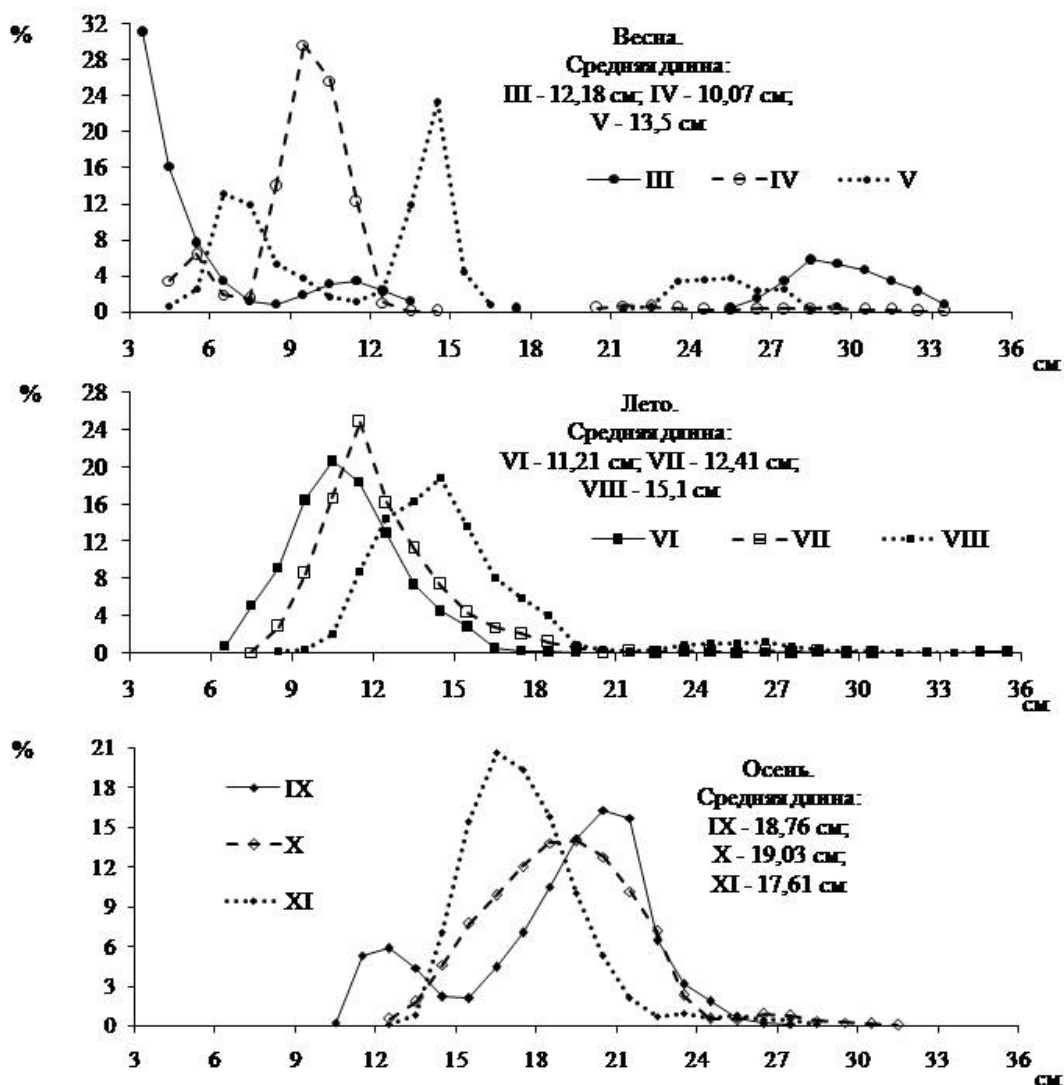 %
32
28
24
20
16
12
8
4
0
Весна.
Средняя длина:
III - 12,18 см; IV - 10,07 см;
V - 13,5 см
III IV V
3 6 9 12 15 18 21 24 27 30 33 36
см
%
28
24
20
16
12
8
4
0
Лето.
Средняя длина:
VI - 11,21 см; VII - 12,41 см;
VIII - 15,1 см
VI VII VIII
3 6 9 12 15 18 21 24 27 30 33 36
см
%
21
18
15
12
9
6
3
0
IX
X
XI
Осень.
Средняя длина:
IX - 18,76 см;
X - 19,03 см;
XI - 17,61 см
3 6 9 12 15 18 21 24 27 30 33 36
см